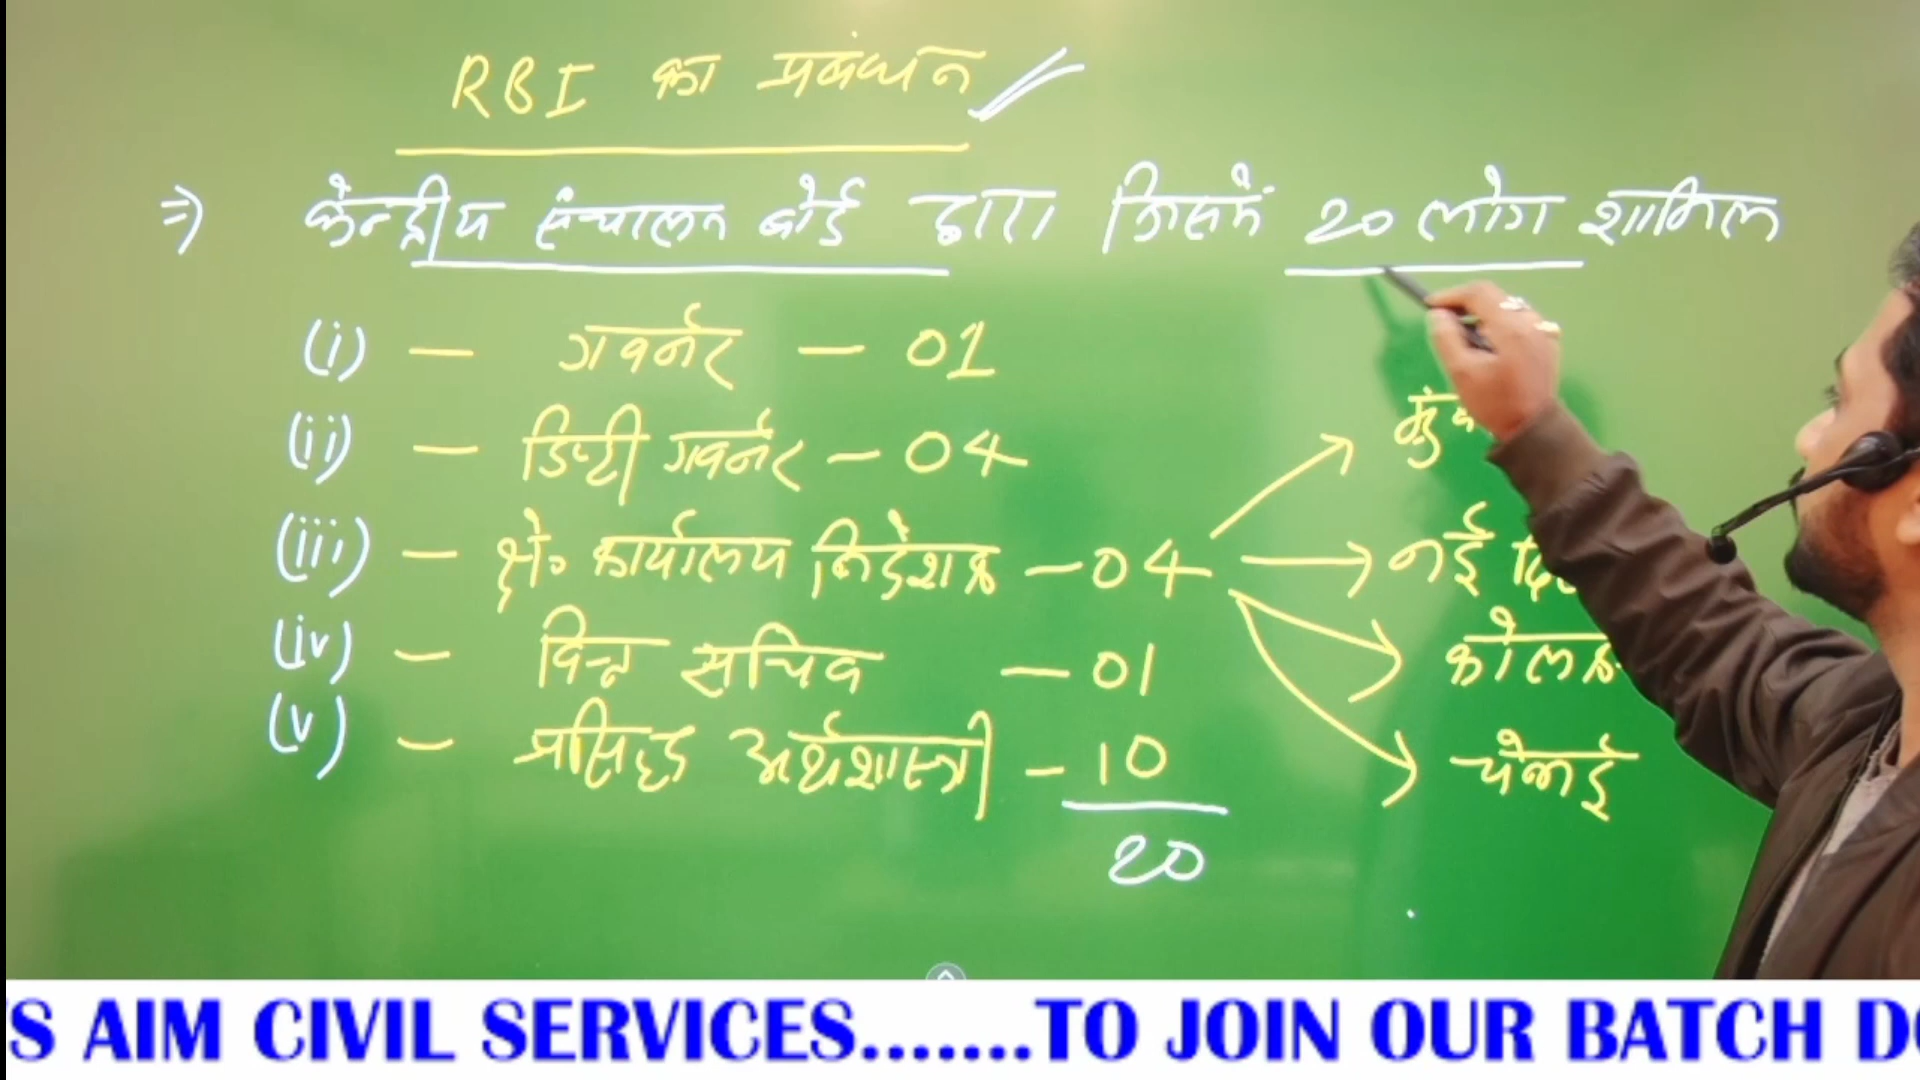 RBI का प्रबंधन
=> केन्द्रीय संचालन बोर्ड द्वारा जिसमें 20 लोग शामिल
(i) — गवर्नर — 01
(ii) — डिप्टी गवर्नर — 04
(iii) — क्षे० कार्यालय निदेशक — 04
नई
(iv) — वित्त सचिव — 01
(v) — प्रसिद्ध अर्थशास्त्री — 10
चेन्नई
20
'S AIM CIVIL SERVICES.......TO JOIN OUR BATCH